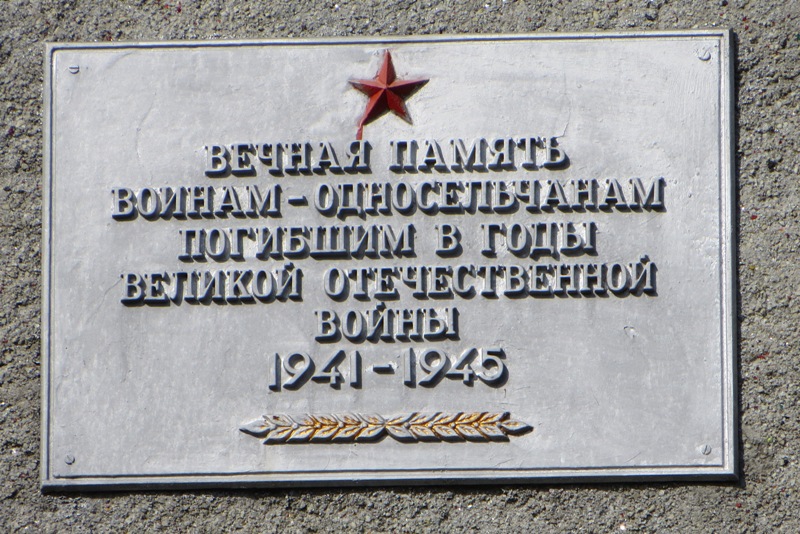 ВЕЧНАЯ ПАМЯТЬ
ВОИНАМ-ОДНОСЕЛЬЧАНАМ
ПОГИБШИМ В ГОДЫ
ВЕЛИКОЙ ОТЕЧЕСТВЕННОЙ
ВОЙНЫ
1941-1945